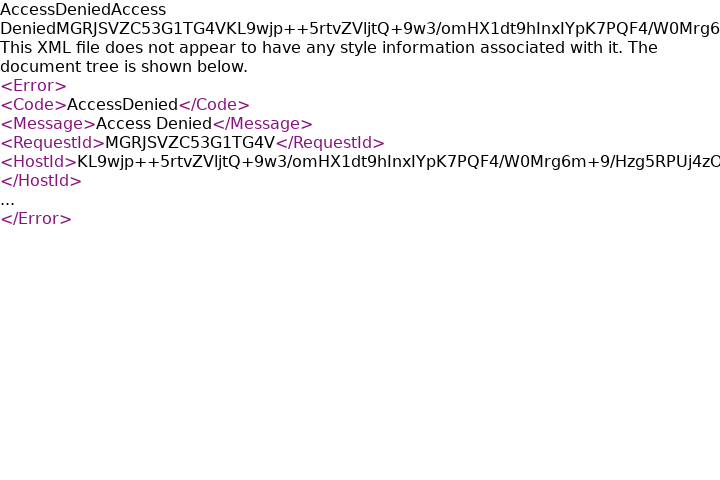 AccessDeniedAccess
DeniedMGRJSVZC53G1TG4VKL9wjp++5rtvZVljtQ+9w3/omHX1dt9hInxIYpK7PQF4/W0Mrg6
This XML file does not appear to have any style information associated with it. The
document tree is shown below.
<Error>
<Code>AccessDenied</Code>
<Message>Access Denied</Message>
<RequestId>MGRJSVZC53G1TG4V</RequestId>
<HostId>KL9wjp++5rtvZVljtQ+9w3/omHX1dt9hInxIYpK7PQF4/W0Mrg6m+9/Hzg5RPUj4zO
</HostId>
...
</Error>